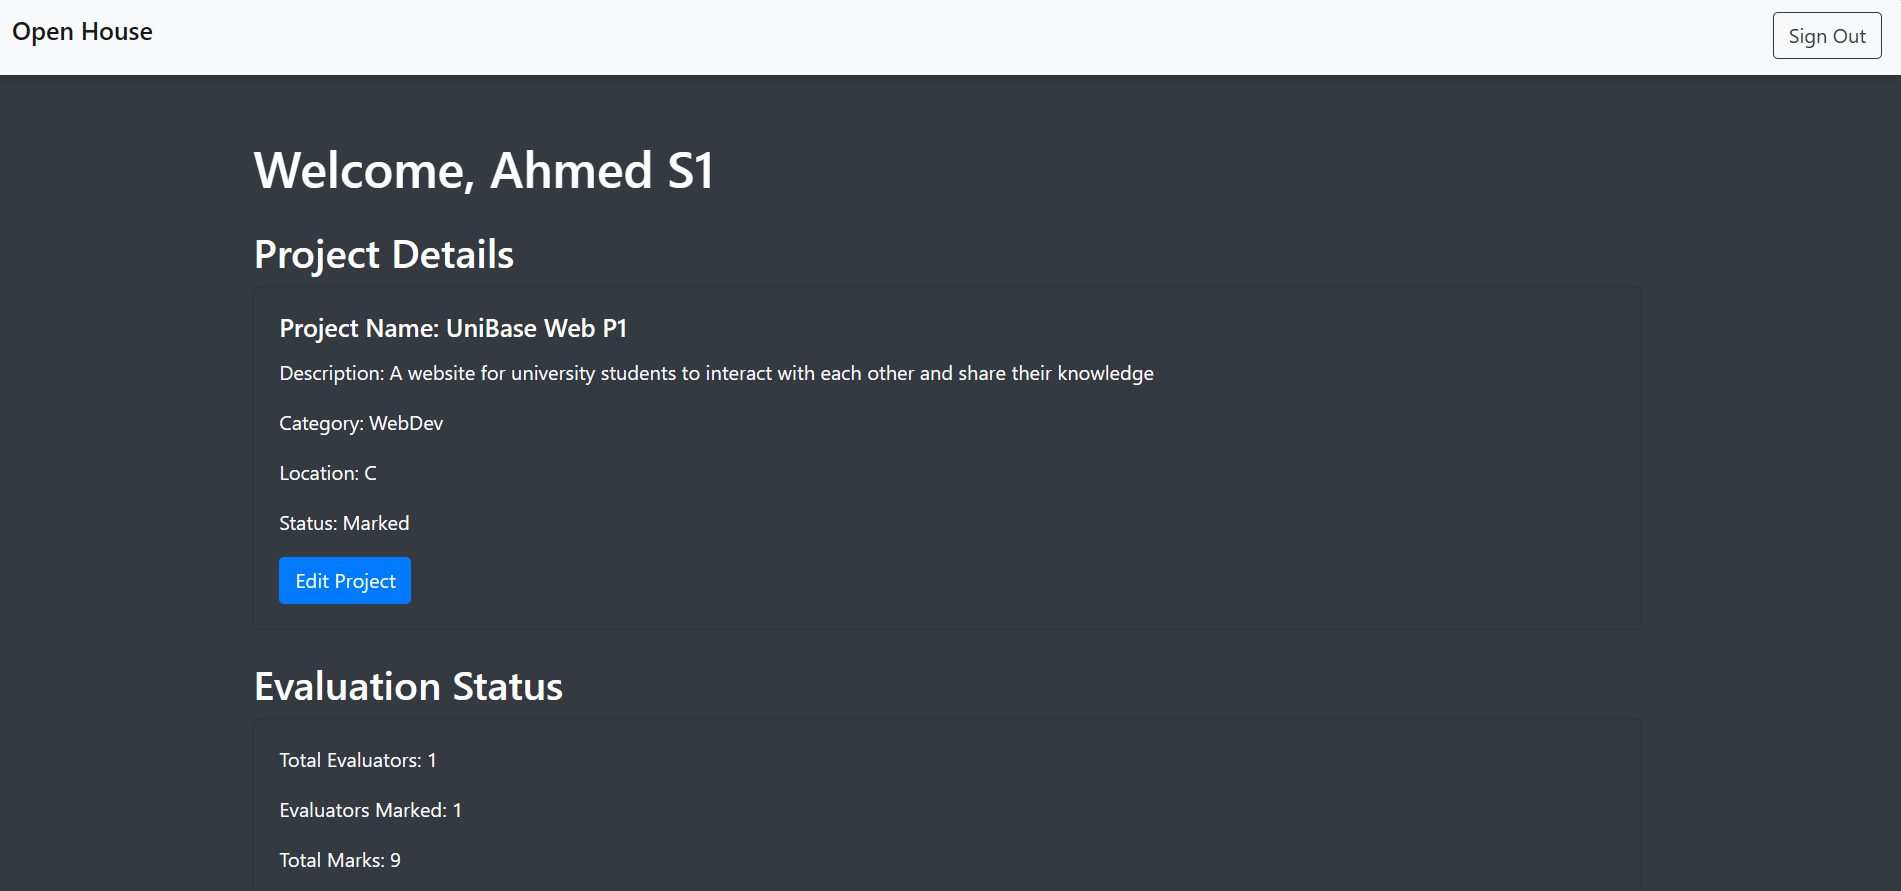 Open House
Sign Out
Welcome, Ahmed S1
Project Details
Project Name: UniBase Web P1
Description: A website for university students to interact with each other and share their knowledge
Category: WebDev
Location: C
Status: Marked
Edit Project
Evaluation Status
Total Evaluators: 1
Evaluators Marked: 1
Total Marks: 9